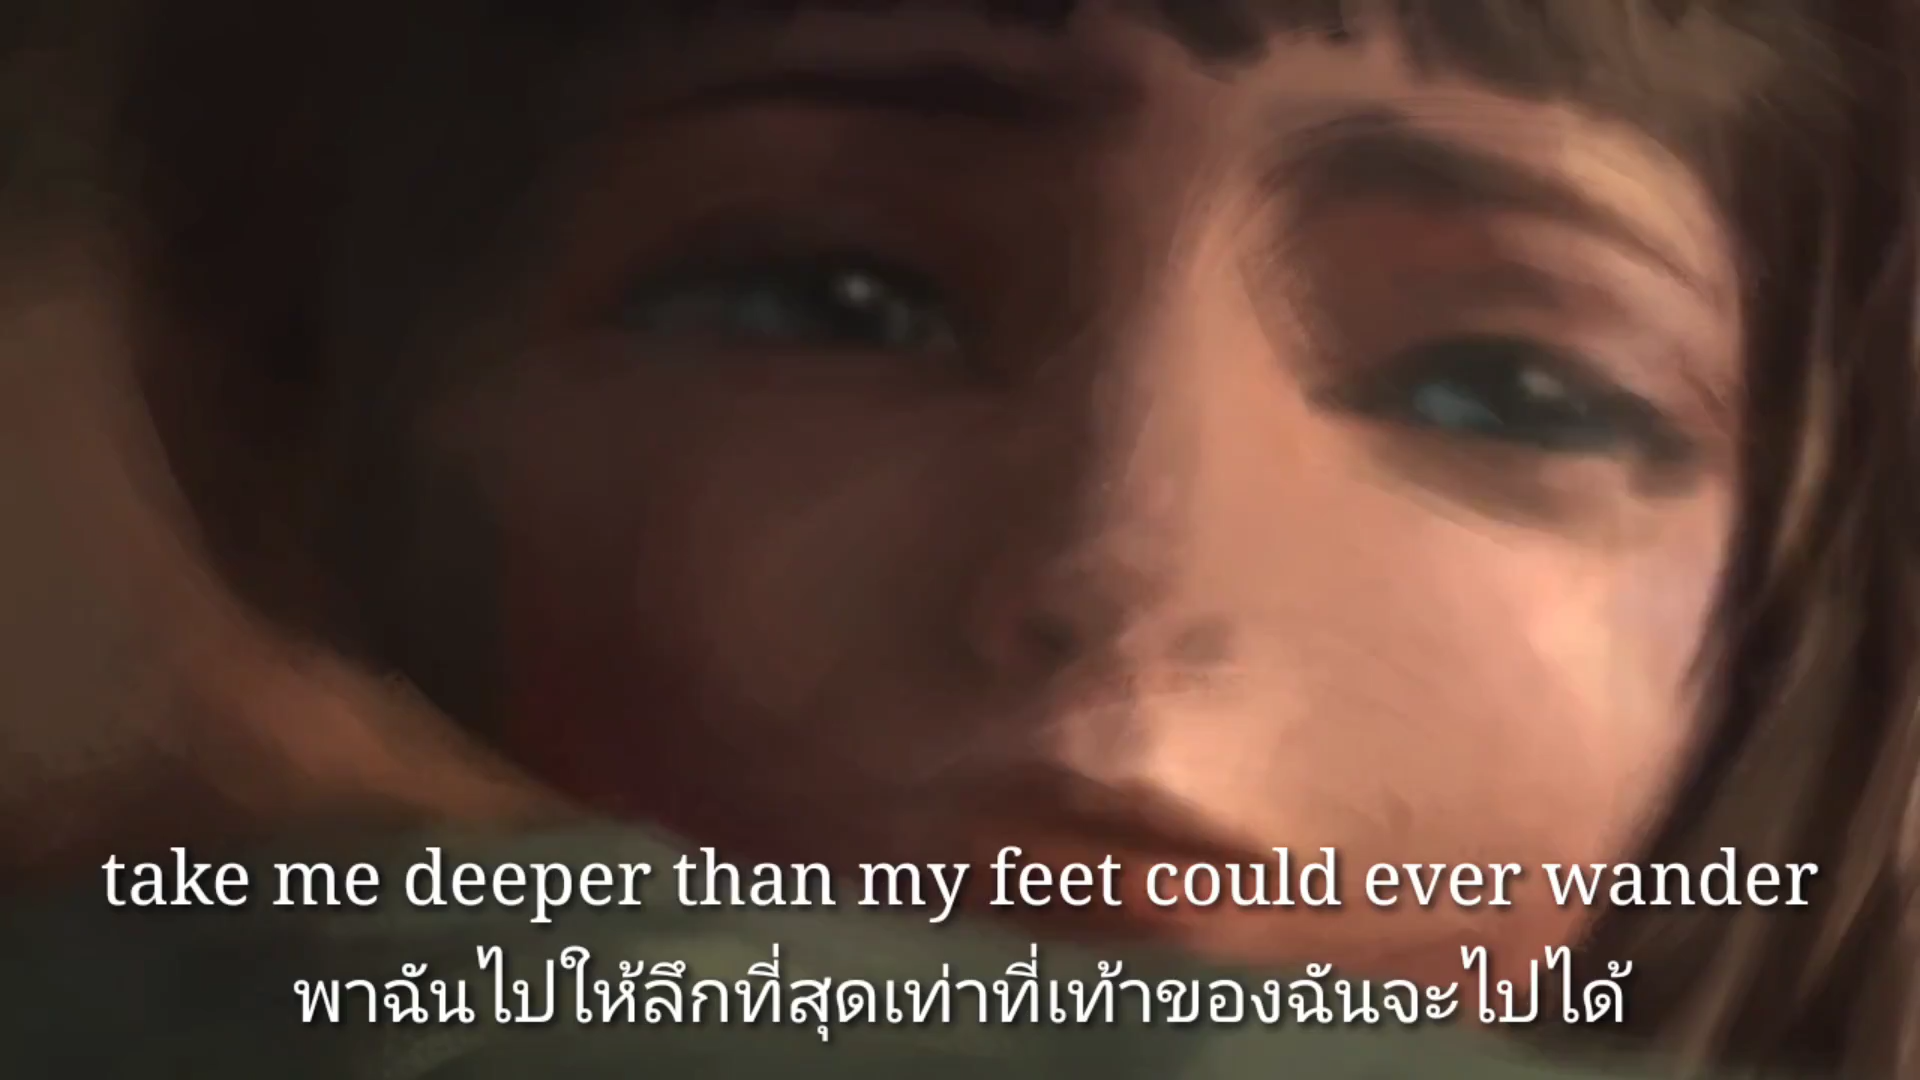 take me deeper than my feet could ever wander
พาฉันไปให้ลึกที่สุดเท่าที่เท้าของฉันจะไปได้